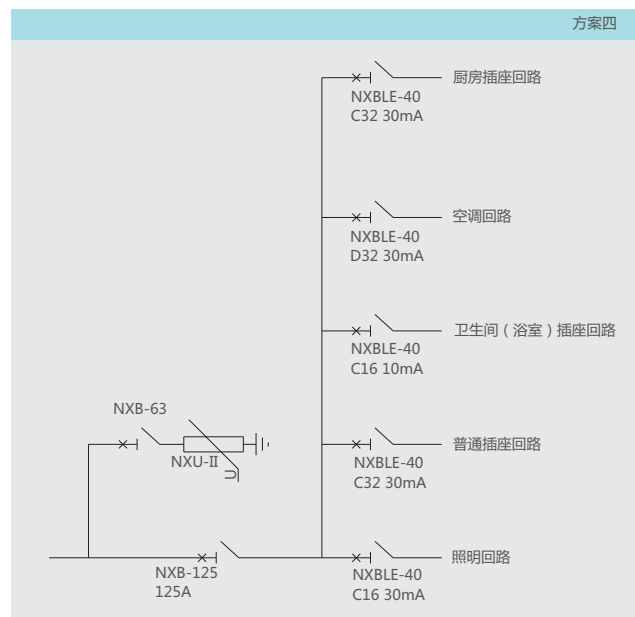 方案四
厨房插座回路
NXBLE-40
C32 30mA
空调回路
NXBLE-40
D32 30mA
卫生间（浴室）插座回路
NXBLE-40
C16 10mA
NXB-63
NXU-II
U
普通插座回路
NXBLE-40
C32 30mA
照明回路
NXB-125
125A
NXBLE-40
C16 30mA